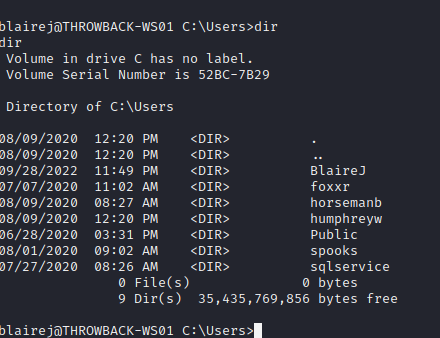 blairej@THROWBACK-WS01 C:\Users>dir
dir
Volume in drive C has no label.
Volume Serial Number is 52BC-7B29
Directory of C:\Users
08/09/2020  12:20 PM    <DIR>          .
08/09/2020  12:20 PM    <DIR>          ..
09/28/2022  11:49 PM    <DIR>          BlaireJ
07/07/2020  11:02 AM    <DIR>          foxxr
08/09/2020  08:27 AM    <DIR>          horsemanb
08/09/2020  12:20 PM    <DIR>          humphreyw
06/28/2020  03:31 PM    <DIR>          Public
08/01/2020  09:02 AM    <DIR>          spooks
07/27/2020  08:26 AM    <DIR>          sqlservice
0 File(s)              0 bytes
9 Dir(s)  35,435,769,856 bytes free
blairej@THROWBACK-WS01 C:\Users>